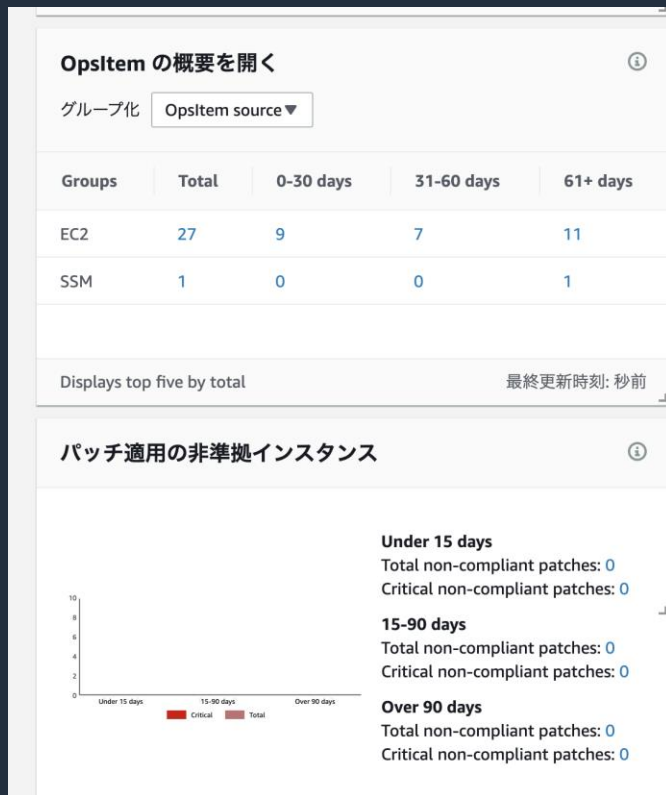 OpsItem の概要を開く
グループ化 OpsItem source▼
Groups Total 0-30 days 31-60 days 61+ days
EC2 27 9 7 11
SSM 1 0 0 1
Displays top five by total 最終更新時刻: 秒前
パッチ適用の非準拠インスタンス
Under 15 days
Total non-compliant patches: 0
Critical non-compliant patches: 0
15-90 days
Total non-compliant patches: 0
Critical non-compliant patches: 0
Over 90 days
Total non-compliant patches: 0
Critical non-compliant patches: 0
10
8
6
4
2
0
Under 15 days 15-90 days Over 90 days
Critical Total